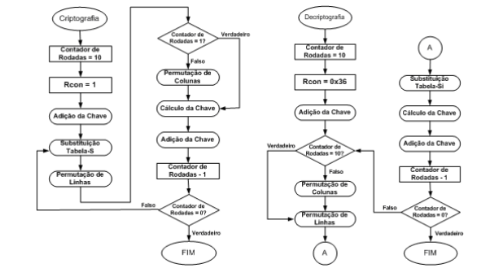 Criptografia
Contador de
Rodadas = 10
Rcon = 1
Adição da Chave
Substituição
Tabela-S
Permutação de
Linhas
Contador de
Rodadas = 1?
Verdadeiro
Falso
Permutação de
Colunas
Cálculo da Chave
Adição da Chave
Contador de
Rodadas - 1
Contador de
Rodadas = 0?
Falso
Verdadeiro
FIM
Decriptografia
Contador de
Rodadas = 10
Rcon = 0x36
Adição da Chave
Verdadeiro
Contador de
Rodadas = 10?
Falso
Permutação de
Colunas
Permutação de
Linhas
A
A
Substituição
Tabela-Si
Cálculo da Chave
Adição da Chave
Contador de
Rodadas - 1
Falso
Contador de
Rodadas = 0?
Verdadeiro
FIM